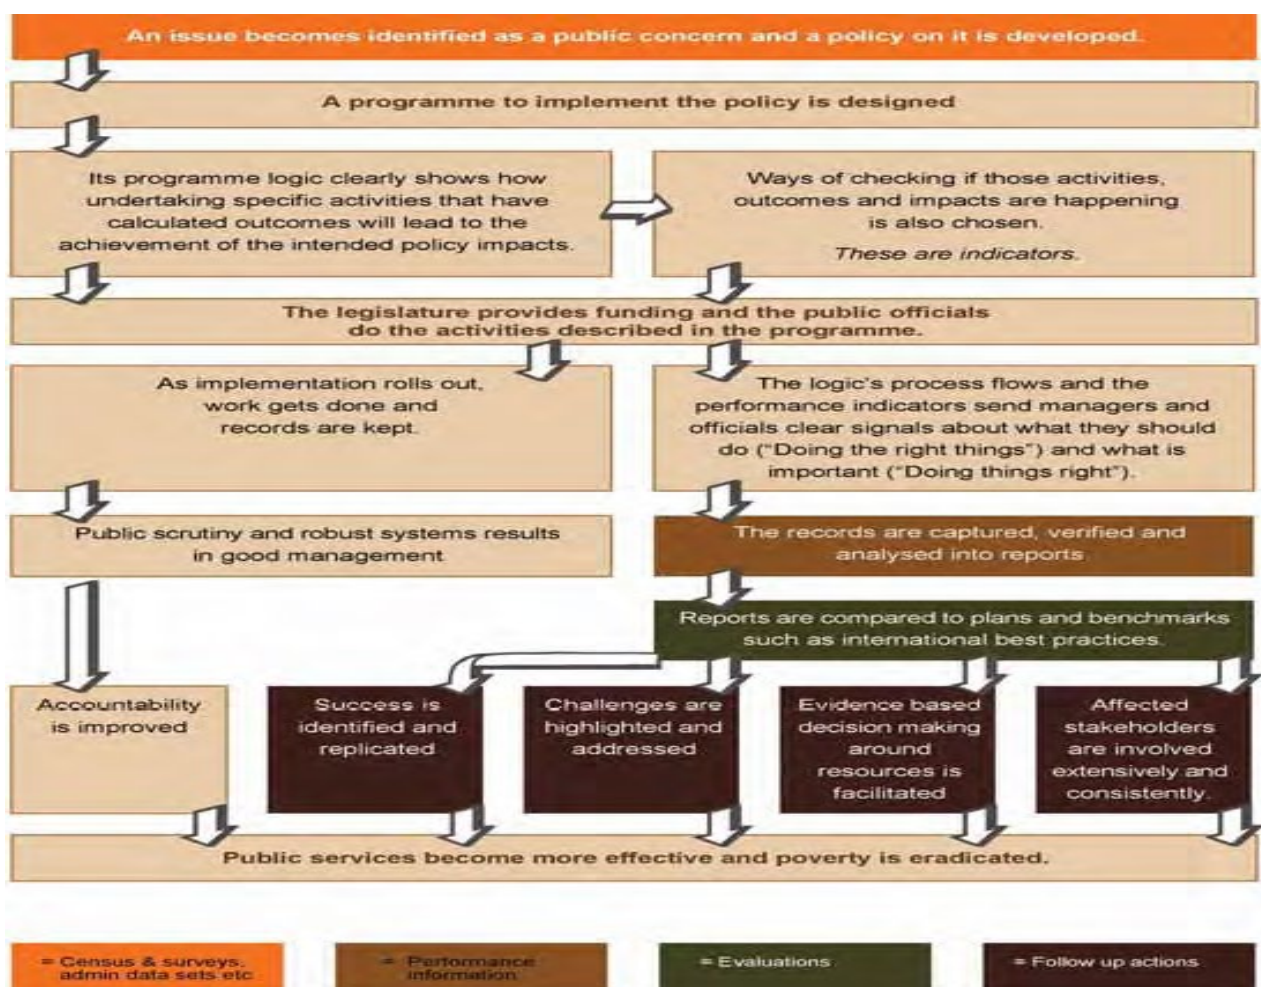 An issue becomes identified as a public concern and a policy on it is developed.
A programme to implement the policy is designed
Its programme logic clearly shows how
undertaking specific activities that have
calculated outcomes will lead to the
achievement of the intended policy impacts.
Ways of checking if those activities,
outcomes and impacts are happening
is also chosen.
These are indicators.
The legislature provides funding and the public officials
do the activities described in the programme.
As implementation rolls out,
work gets done and
records are kept.
The logic's process flows and the
performance indicators send managers and
officials clear signals about what they should
do (“Doing the right things”) and what is
important (“Doing things right”).
Public scrutiny and robust systems results
in good management
The records are captured, verified and
analysed into reports
Reports are compared to plans and benchmarks
such as international best practices.
Accountability
is improved
Success is
identified and
replicated
Challenges are
highlighted and
addressed
Evidence based
decision making
around
resources is
facilitated
Affected
stakeholders
are involved
extensively and
consistently.
Public services become more effective and poverty is eradicated.
= Census & surveys,
admin data sets etc
= Performance
information
= Evaluations
= Follow up actions